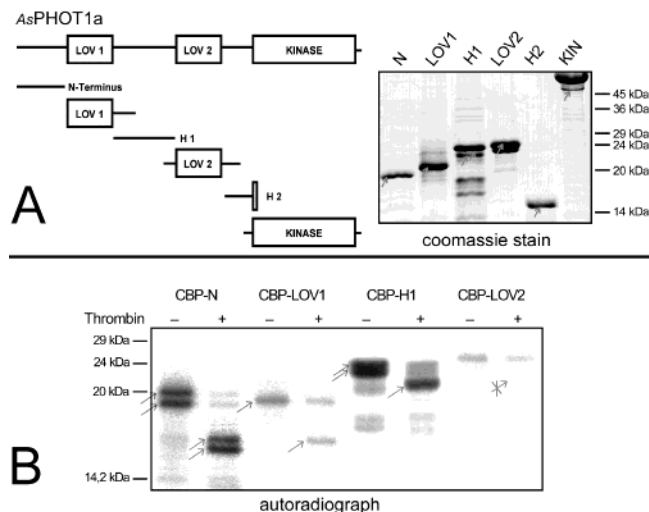 AsPHOT1a
LOV 1 LOV 2 KINASE
N-Terminus
LOV 1
H 1
LOV 2
H 2
KINASE
A
N LOV1 H1 LOV2 H2 KIN
45 kDa
36 kDa
29 kDa
24 kDa
20 kDa
14 kDa
coomassie stain
CBP-N CBP-LOV1 CBP-H1 CBP-LOV2
Thrombin – + – + – + – +
29 kDa
24 kDa
20 kDa
14,2 kDa
B
autoradiograph